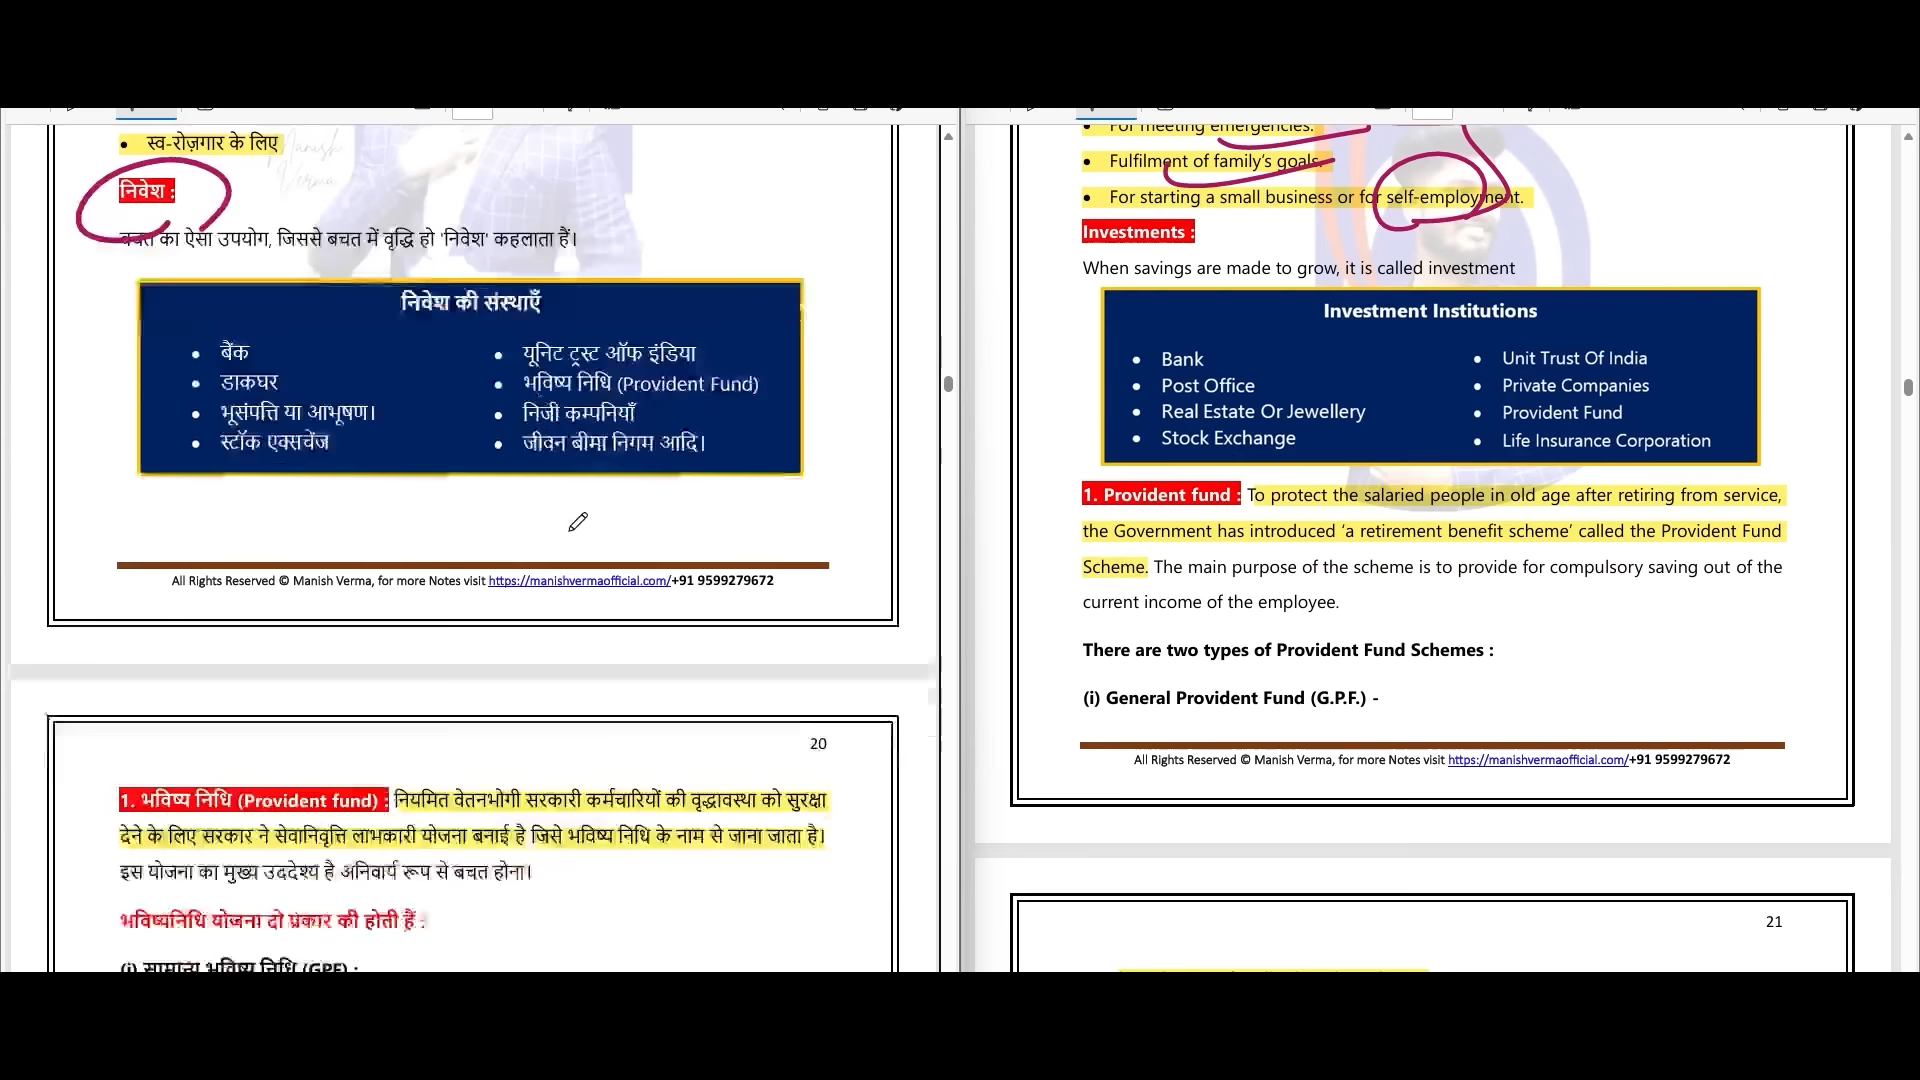 • स्व-रोज़गार के लिए
Manish
Verma
निवेश :
का ऐसा उपयोग, जिससे बचत में वृद्धि हो 'निवेश' कहलाता हैं।
निवेश की संस्थाएँ
• बैंक
• डाकघर
• भूसंपत्ति या आभूषण।
• स्टॉक एक्सचेंज
• यूनिट ट्रस्ट ऑफ इंडिया
• भविष्य निधि (Provident Fund)
• निजी कम्पनियाँ
• जीवन बीमा निगम आदि।
All Rights Reserved © Manish Verma, for more Notes visit https://manishvermaofficial.com/+91 9599279672
20
1. भविष्य निधि (Provident fund) : नियमित वेतनभोगी सरकारी कर्मचारियों की वृद्धावस्था को सुरक्षा
देने के लिए सरकार ने सेवानिवृत्ति लाभकारी योजना बनाई है जिसे भविष्य निधि के नाम से जाना जाता है।
इस योजना का मुख्य उददेश्य है अनिवार्य रूप से बचत होना।
भविष्यनिधि योजना दो प्रकार की होती हैं -
(i) सामान्य भविष्य निधि (GPF) :
• For meeting emergencies.
• Fulfilment of family's goals.
• For starting a small business or for self-employment.
Investments :
When savings are made to grow, it is called investment
Investment Institutions
• Bank
• Post Office
• Real Estate Or Jewellery
• Stock Exchange
• Unit Trust Of India
• Private Companies
• Provident Fund
• Life Insurance Corporation
1. Provident fund : To protect the salaried people in old age after retiring from service,
the Government has introduced ‘a retirement benefit scheme’ called the Provident Fund
Scheme. The main purpose of the scheme is to provide for compulsory saving out of the
current income of the employee.
There are two types of Provident Fund Schemes :
(i) General Provident Fund (G.P.F.) -
All Rights Reserved © Manish Verma, for more Notes visit https://manishvermaofficial.com/+91 9599279672
21